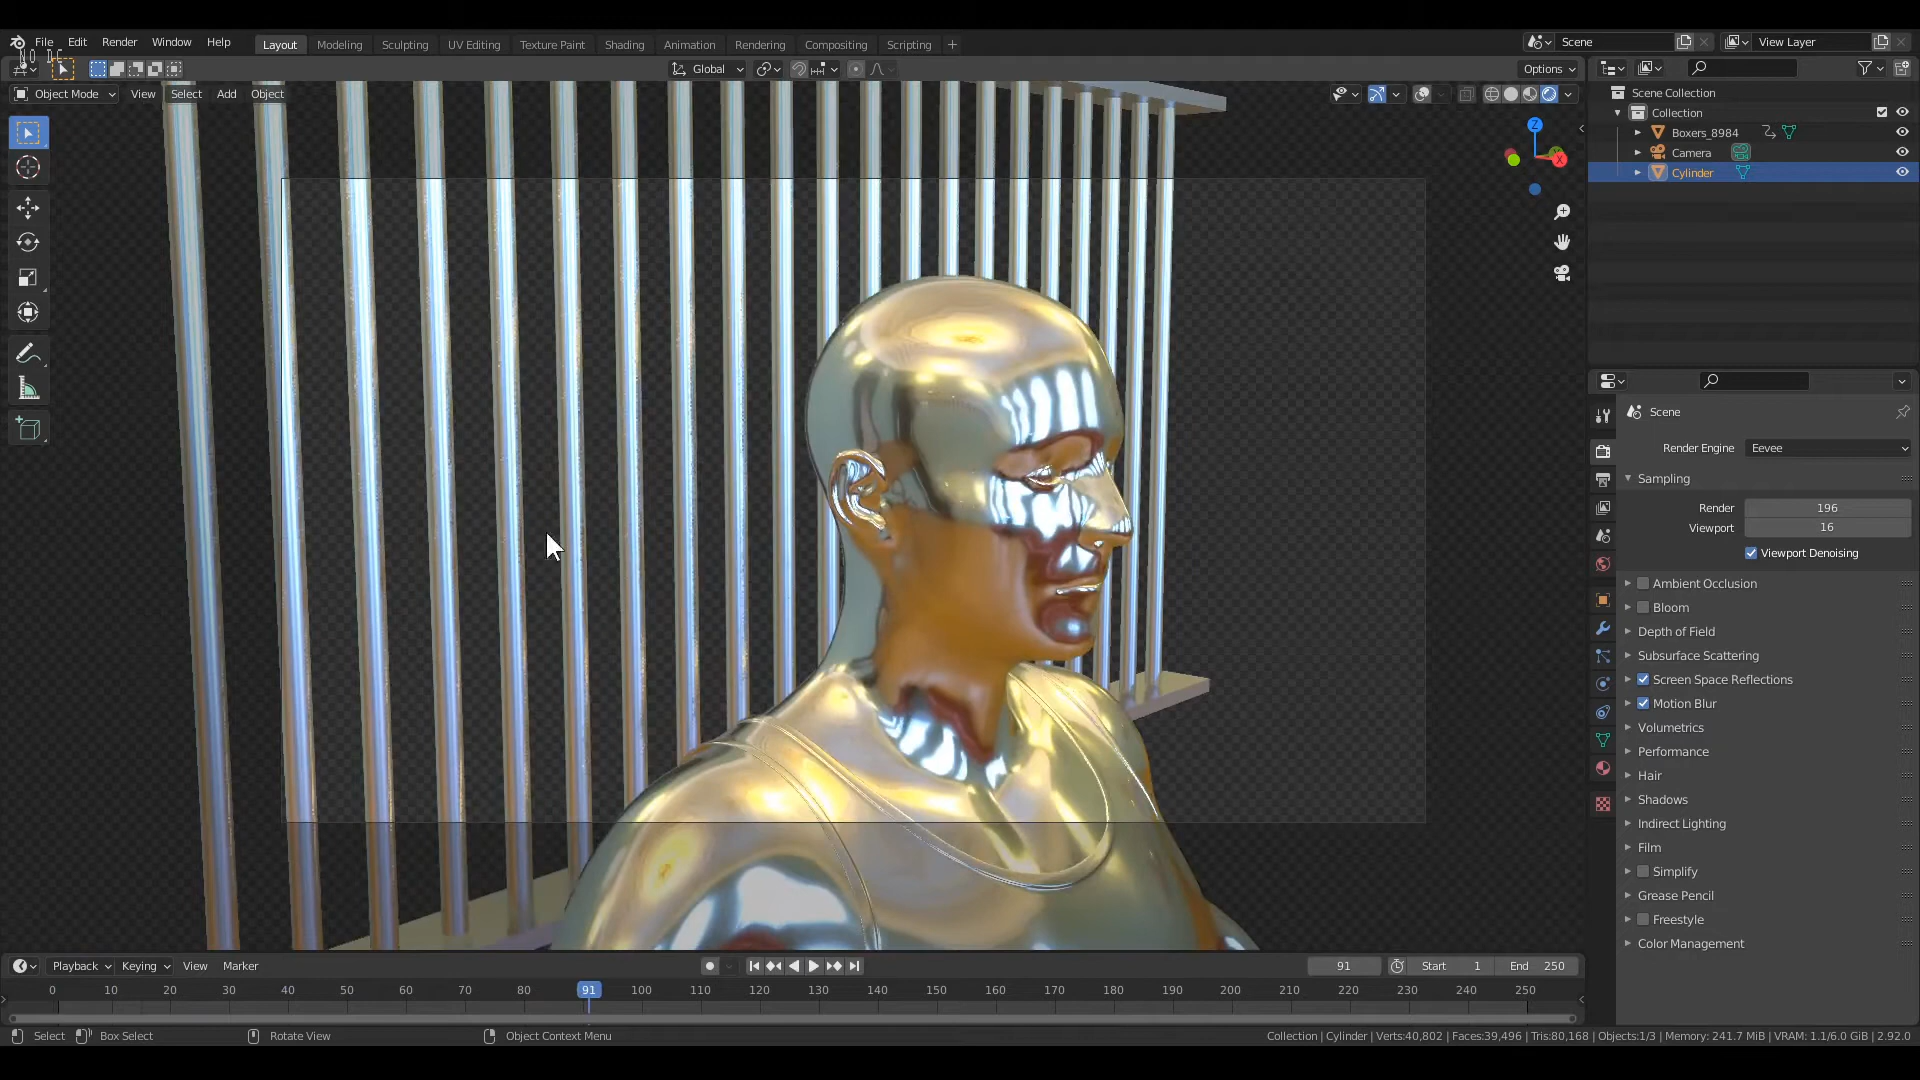 File Edit Render Window Help Layout Modeling Sculpting UV Editing Texture Paint Shading Animation Rendering Compositing Scripting + Scene View Layer
Global Options
Object Mode View Select Add Object
Z
X
Scene Collection
Collection
Boxers_8984
Camera
Cylinder
Scene
Render Engine Eevee
Sampling
Render 196
Viewport 16
Viewport Denoising
Ambient Occlusion
Bloom
Depth of Field
Subsurface Scattering
Screen Space Reflections
Motion Blur
Volumetrics
Performance
Hair
Shadows
Indirect Lighting
Film
Simplify
Grease Pencil
Freestyle
Color Management
Playback Keying View Marker 91 Start 1 End 250
0 10 20 30 40 50 60 70 80 91 100 110 120 130 140 150 160 170 180 190 200 210 220 230 240 250
Select Box Select Rotate View Object Context Menu Collection | Cylinder | Verts:40,802 | Faces:39,496 | Tris:80,168 | Objects:1/3 | Memory: 241.7 MiB | VRAM: 1.1/6.0 GiB | 2.92.0